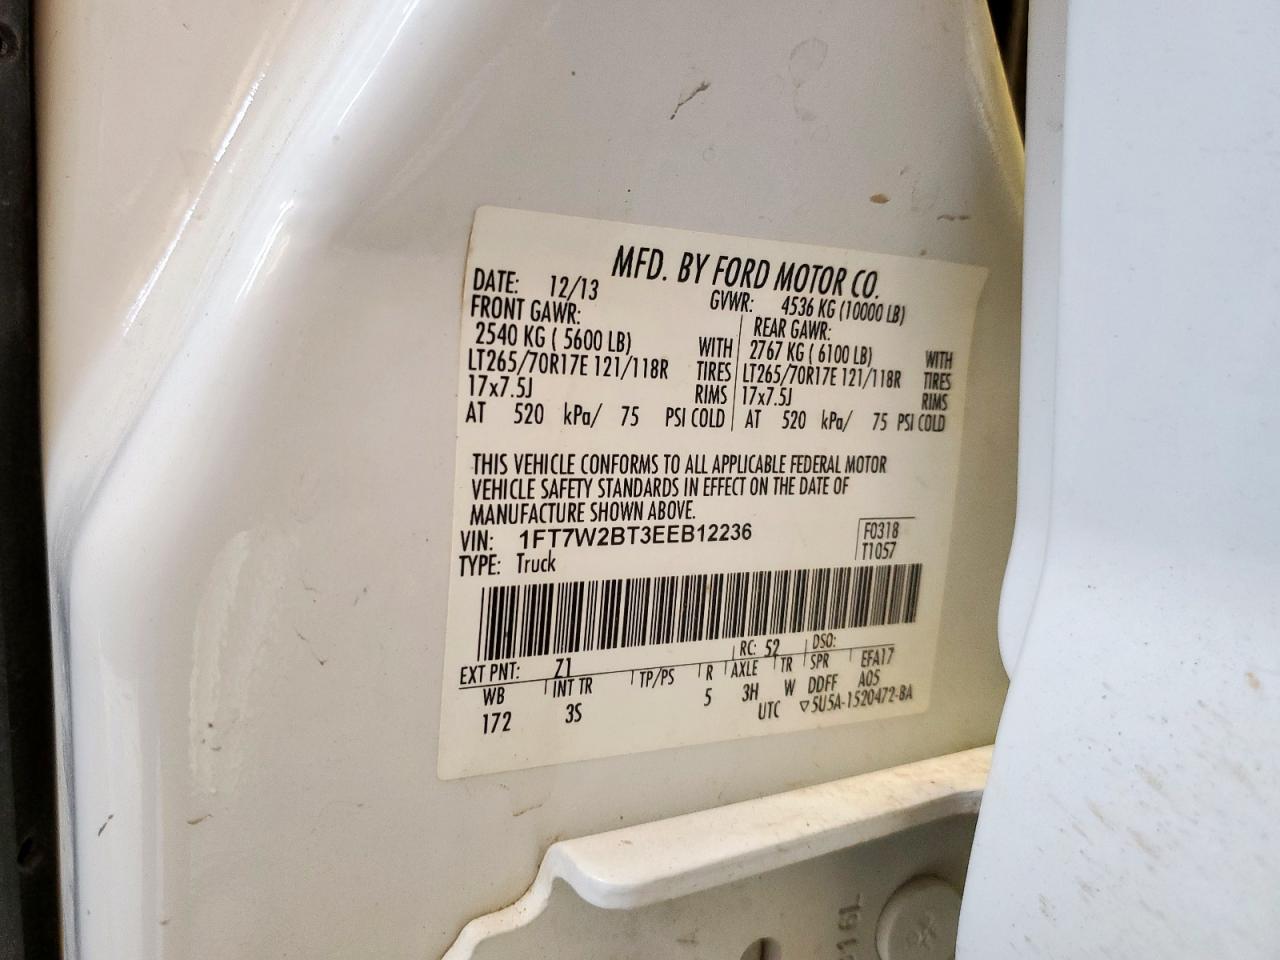 MFD. BY FORD MOTOR CO.
DATE: 12/13 GVWR: 4536 KG (10000 LB)
FRONT GAWR: REAR GAWR:
2540 KG ( 5600 LB) WITH 2767 KG ( 6100 LB) WITH
LT265/70R17E 121/118R TIRES LT265/70R17E 121/118R TIRES
17x7.5J RIMS 17x7.5J RIMS
AT 520 kPa/ 75 PSI COLD AT 520 kPa/ 75 PSI COLD
THIS VEHICLE CONFORMS TO ALL APPLICABLE FEDERAL MOTOR
VEHICLE SAFETY STANDARDS IN EFFECT ON THE DATE OF
MANUFACTURE SHOWN ABOVE.
VIN: 1FT7W2BT3EEB12236 F0318
TYPE: Truck T1057
EXT PNT: Z1 RC: 52 DSO:
WB INT TR TP/PS R AXLE TR SPR EFA17
172 3S 5 3H W DDFF A05
UTC ▽5U5A-1520472-BA